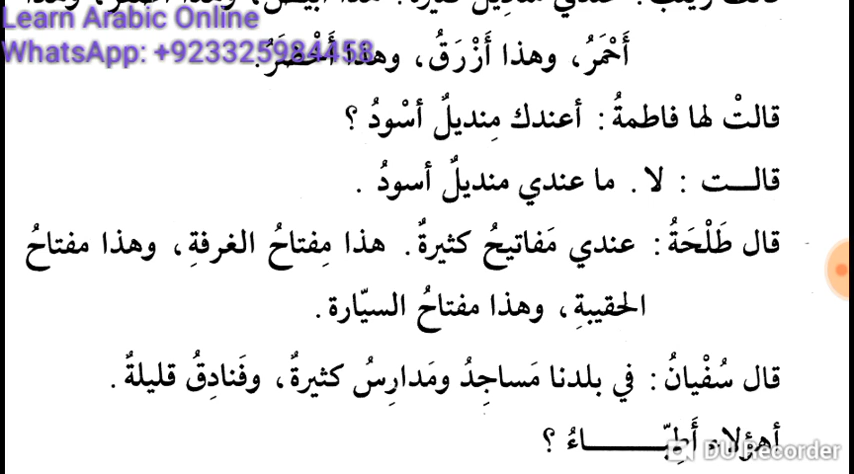 Learn Arabic Online
WhatsApp: +923325984458
أَحْمَرُ، وهذا أَزْرَقُ، وهذا أَخْضَرُ.
قالتْ لها فاطمةُ : أعندك مِنديلٌ أسْودُ ؟
قالــت : لا . ما عندي منديلٌ أسودُ .
قال طَلْحَةُ : عندي مَفاتيحُ كثيرةٌ . هذا مِفتاحُ الغرفةِ ، وهذا مفتاحُ
الحقيبةِ ، وهذا مفتاحُ السيّارة .
قال سُفْيانُ : في بلدنا مَساجِدُ ومَدارِسُ كثيرةٌ ، وفَنادِقُ قليلةٌ .
أهؤلاء أَطِبّـــــــاءُ ؟
DU Recorder